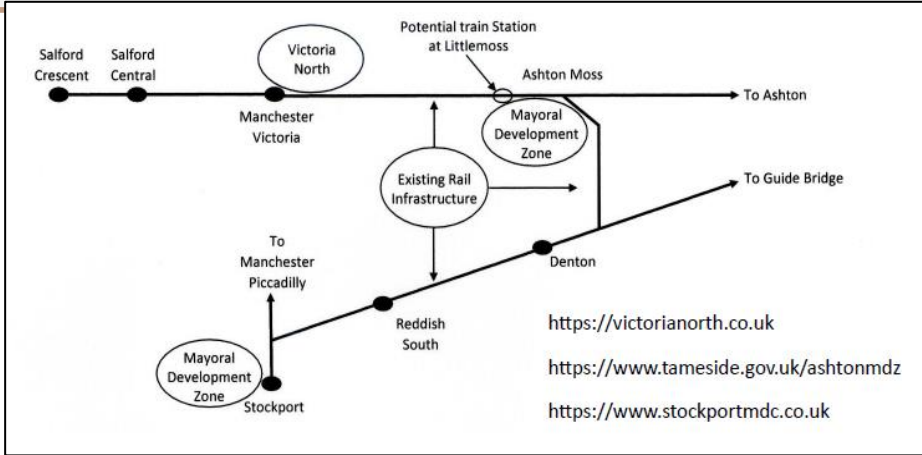 Salford
Crescent
Salford
Central
Victoria
North
Potential train Station
at Littlemoss
Ashton Moss
To Ashton
Manchester
Victoria
Mayoral
Development
Zone
Existing Rail
Infrastructure
To Guide Bridge
To
Manchester
Piccadilly
Denton
Reddish
South
Mayoral
Development
Zone
Stockport
https://victorianorth.co.uk
https://www.tameside.gov.uk/ashtonmdz
https://www.stockportmdc.co.uk